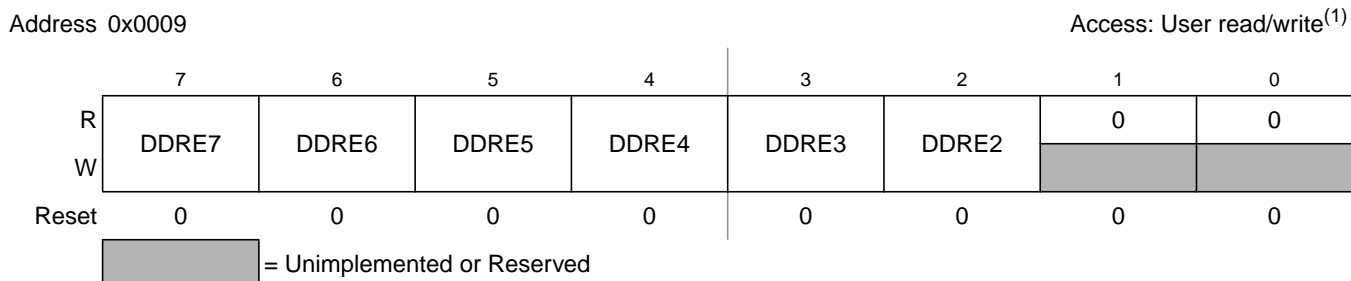 Address 0x0009 Access: User read/write(1)
7 6 5 4 3 2 1 0
R DDRE7 DDRE6 DDRE5 DDRE4 DDRE3 DDRE2 0 0
W
Reset 0 0 0 0 0 0 0 0
= Unimplemented or Reserved